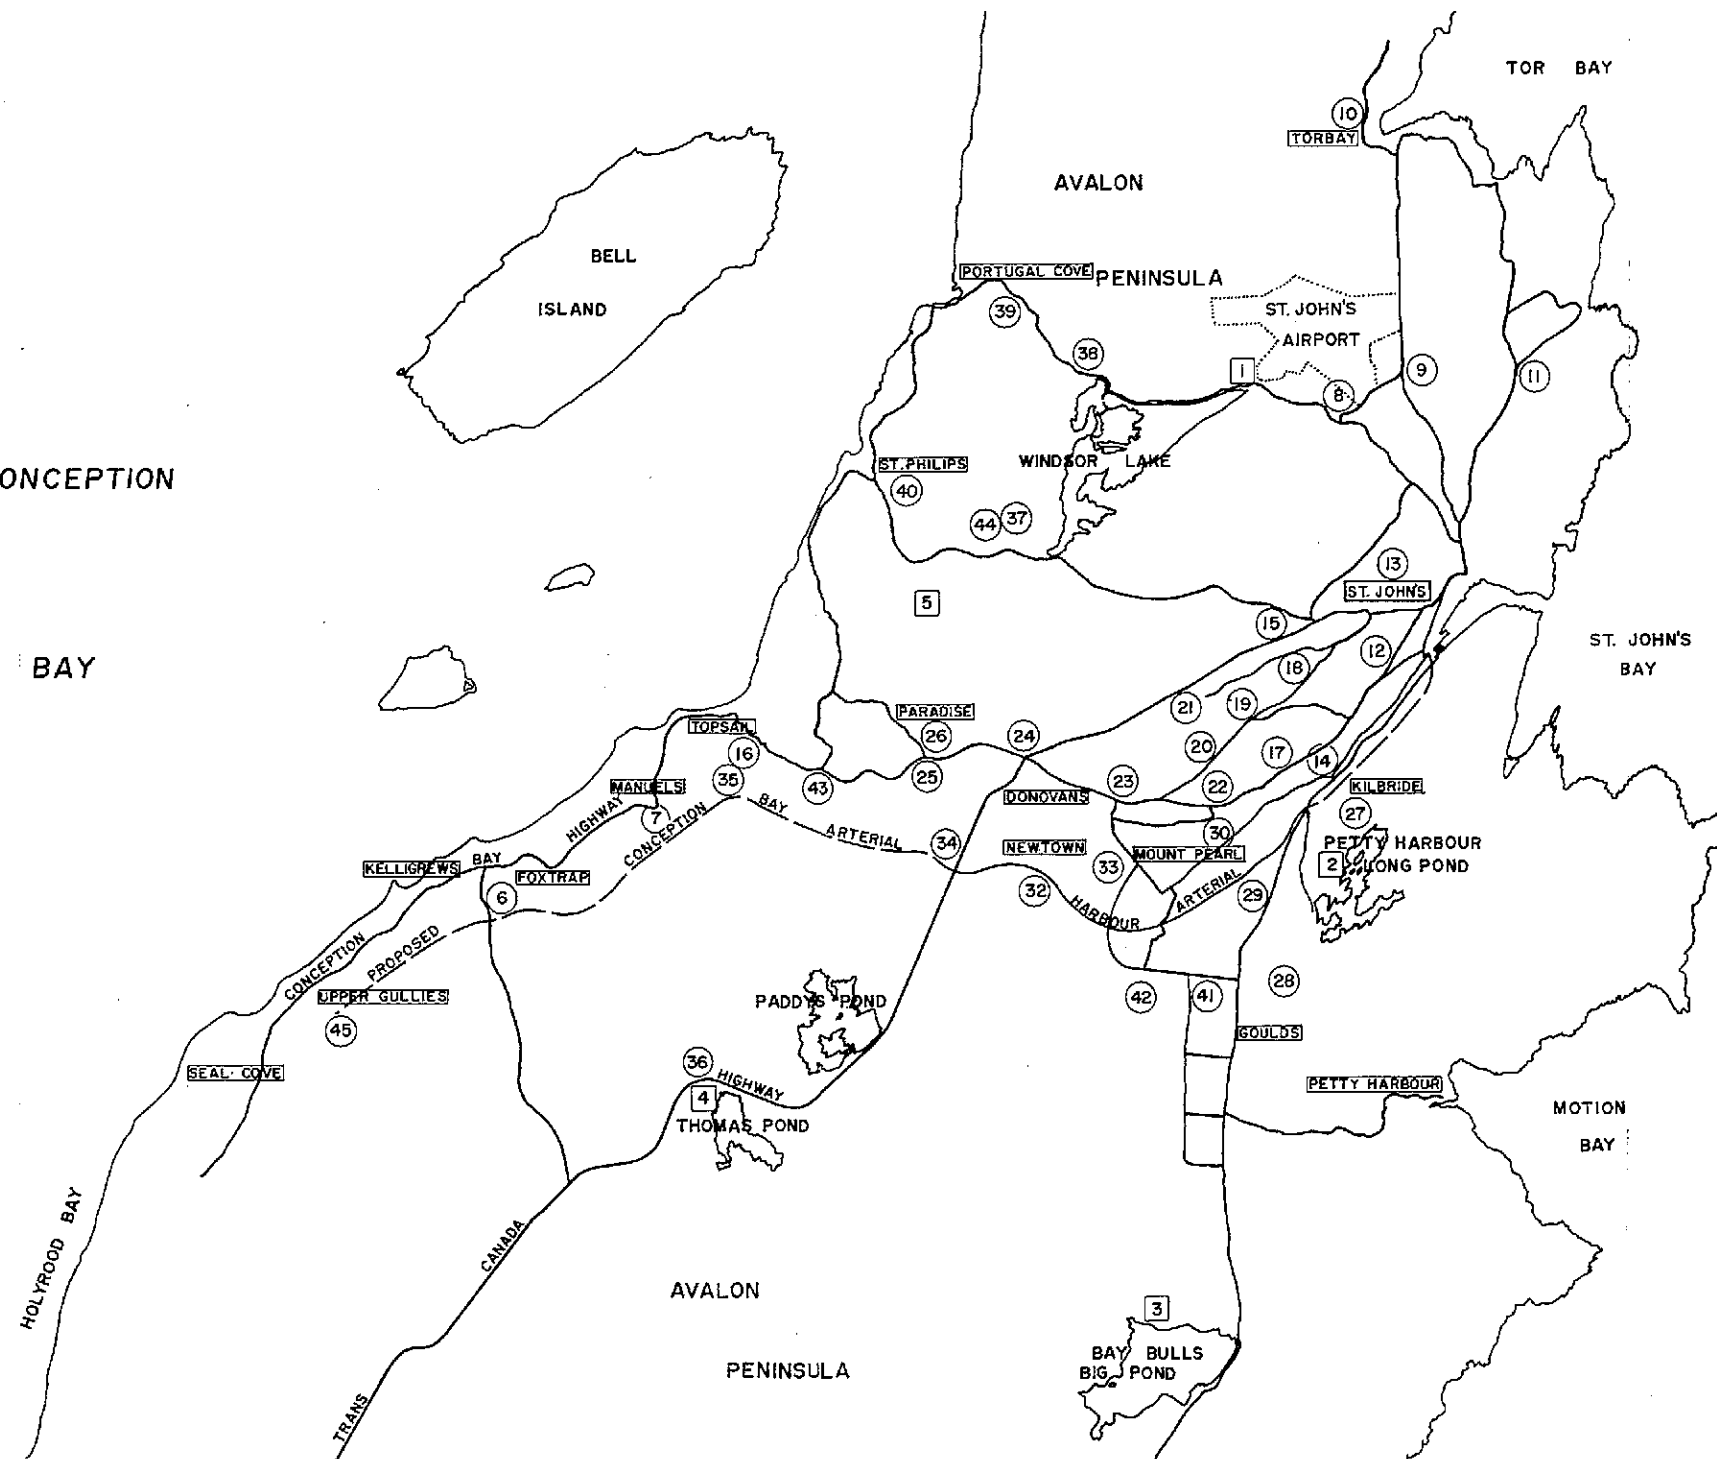 TOR BAY
10
TORBAY
AVALON
PENINSULA
BELL
ISLAND
PORTUGAL COVE
39
ST. JOHN'S
AIRPORT
38
1
8
9
11
ONCEPTION
BAY
ST. PHILIPS
40
WINDSOR LAKE
44
37
5
13
ST. JOHN'S
15
12
18
ST. JOHN'S
BAY
21
19
PARADISE
26
24
20
17
14
TOPSAIL
16
35
43
25
23
22
MANUELS
7
DONOVANS
KILBRIDE
27
HIGHWAY
CONCEPTION
BAY
ARTERIAL
34
NEWTOWN
30
MOUNT PEARL
PETTY HARBOUR
LONG POND
2
KELLIGREWS
BAY
FOXTRAP
6
33
32
HARBOUR
ARTERIAL
29
CONCEPTION
PROPOSED
UPPER GULLIES
45
PADDYS POND
42
41
28
GOULDS
SEAL COVE
36
HIGHWAY
4
THOMAS POND
PETTY HARBOUR
MOTION
BAY
HOLYROOD BAY
CANADA
TRANS
AVALON
PENINSULA
3
BAY BULLS
BIG POND